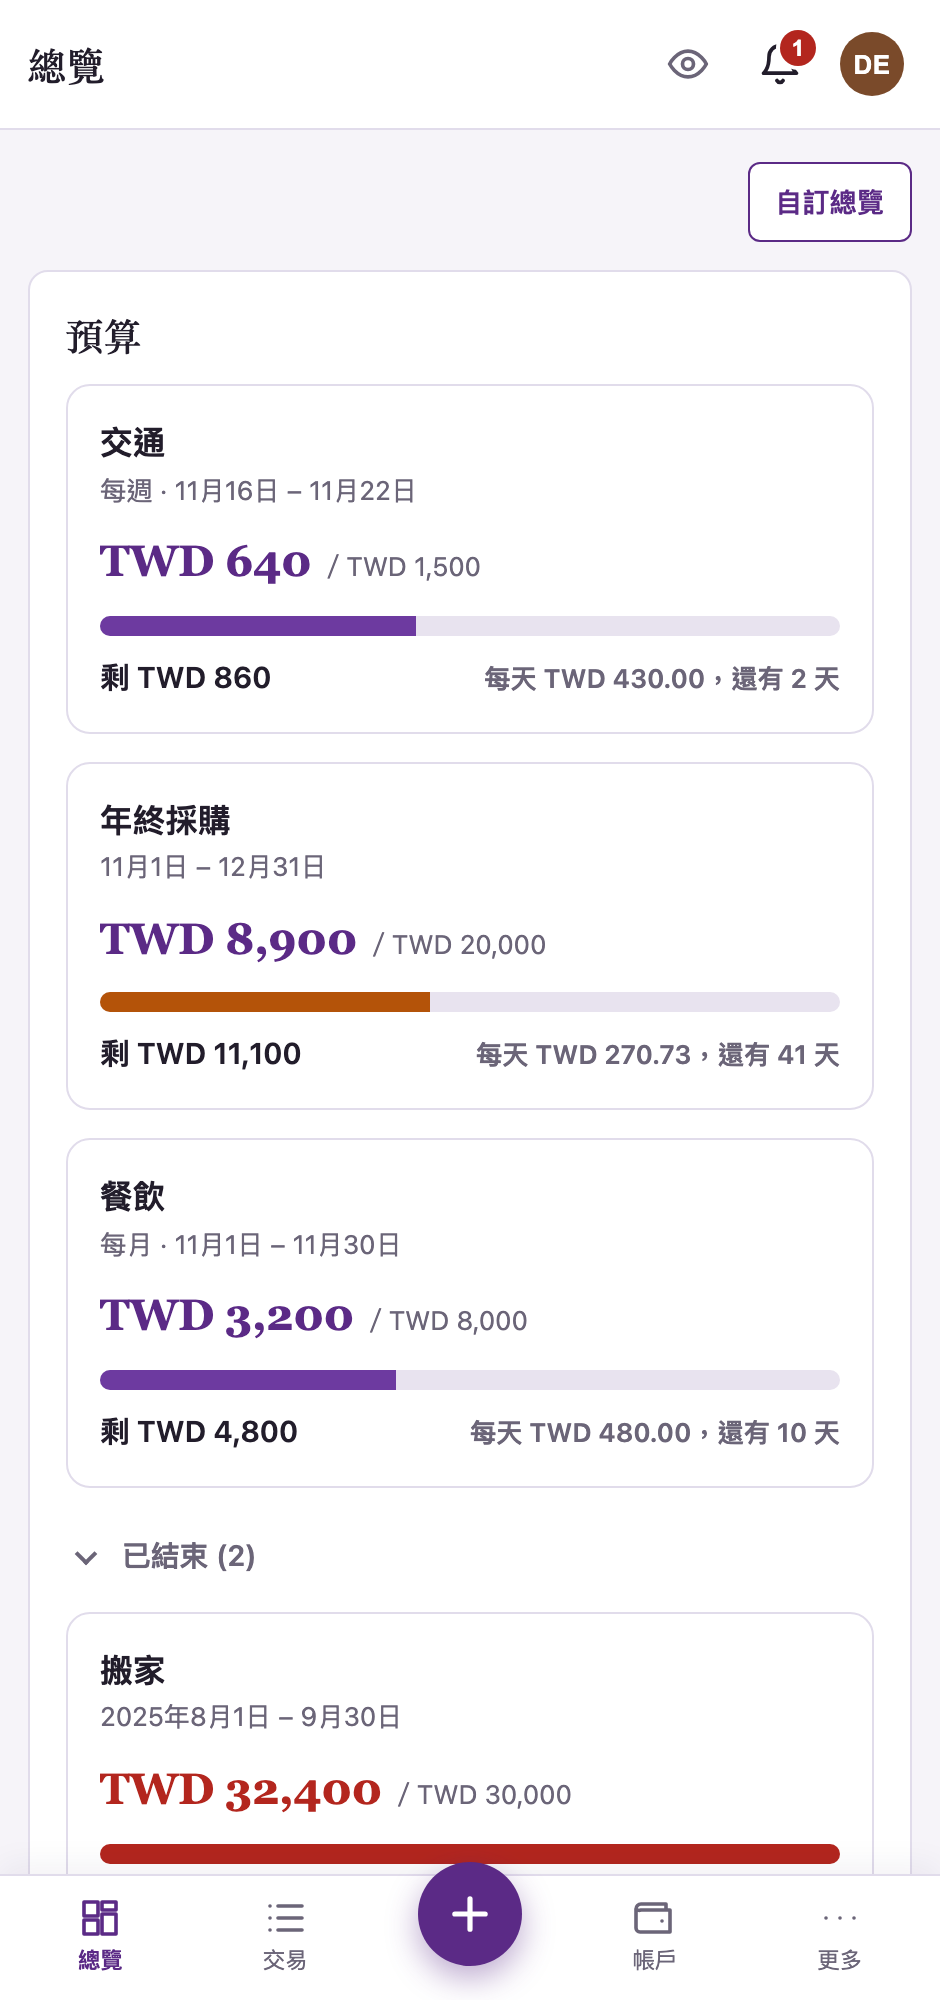 總覽
1
DE
自訂總覽
預算
交通
每週 · 11月16日 – 11月22日
TWD 640 / TWD 1,500
剩 TWD 860
每天 TWD 430.00，還有 2 天
年終採購
11月1日 – 12月31日
TWD 8,900 / TWD 20,000
剩 TWD 11,100
每天 TWD 270.73，還有 41 天
餐飲
每月 · 11月1日 – 11月30日
TWD 3,200 / TWD 8,000
剩 TWD 4,800
每天 TWD 480.00，還有 10 天
已結束 (2)
搬家
2025年8月1日 – 9月30日
TWD 32,400 / TWD 30,000
總覽
交易
帳戶
更多